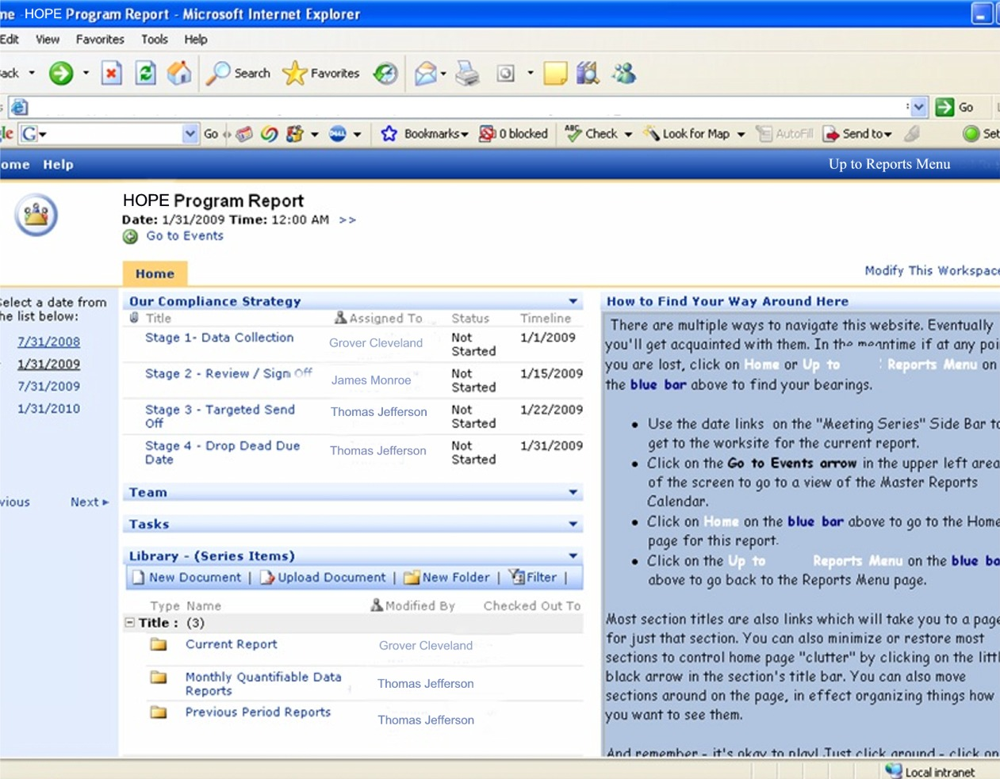 me - HOPE Program Report - Microsoft Internet Explorer
Edit View Favorites Tools Help
ack Search Favorites
Go
le G Go 0 blocked Bookmarks ABC Check Look for Map AutoFill Send to Set
ome Help Up to Reports Menu
HOPE Program Report
Date: 1/31/2009 Time: 12:00 AM >>
Go to Events
Home
Modify This Workspace
Select a date from
he list below:
7/31/2008
1/31/2009
7/31/2009
1/31/2010
vious Next
Our Compliance Strategy
Title Assigned To Status Timeline
Stage 1- Data Collection Grover Cleveland Not Started 1/1/2009
Stage 2 - Review / Sign Off James Monroe Not Started 1/15/2009
Stage 3 - Targeted Send Off Thomas Jefferson Not Started 1/22/2009
Stage 4 - Drop Dead Due Date Thomas Jefferson Not Started 1/31/2009
Team
Tasks
Library - (Series Items)
New Document | Upload Document | New Folder | Filter |
Type Name Modified By Checked Out To
Title : (3)
Current Report Grover Cleveland
Monthly Quantifiable Data Reports Thomas Jefferson
Previous Period Reports Thomas Jefferson
How to Find Your Way Around Here
There are multiple ways to navigate this website. Eventually
you'll get acquainted with them. In the meantime if at any poi
you are lost, click on Home or Up to Reports Menu on
the blue bar above to find your bearings.
• Use the date links on the "Meeting Series" Side Bar to
get to the worksite for the current report.
• Click on the Go to Events arrow in the upper left area
of the screen to go to a view of the Master Reports
Calendar.
• Click on Home on the blue bar above to go to the Home
page for this report.
• Click on the Up to Reports Menu on the blue ba
above to go back to the Reports Menu page.
Most section titles are also links which will take you to a page
for just that section. You can also minimize or restore most
sections to control home page "clutter" by clicking on the littl
black arrow in the section's title bar. You can also move
sections around on the page, in effect organizing things how
you want to see them.
And remember - it's okay to play! Just click around - click on
Local intranet